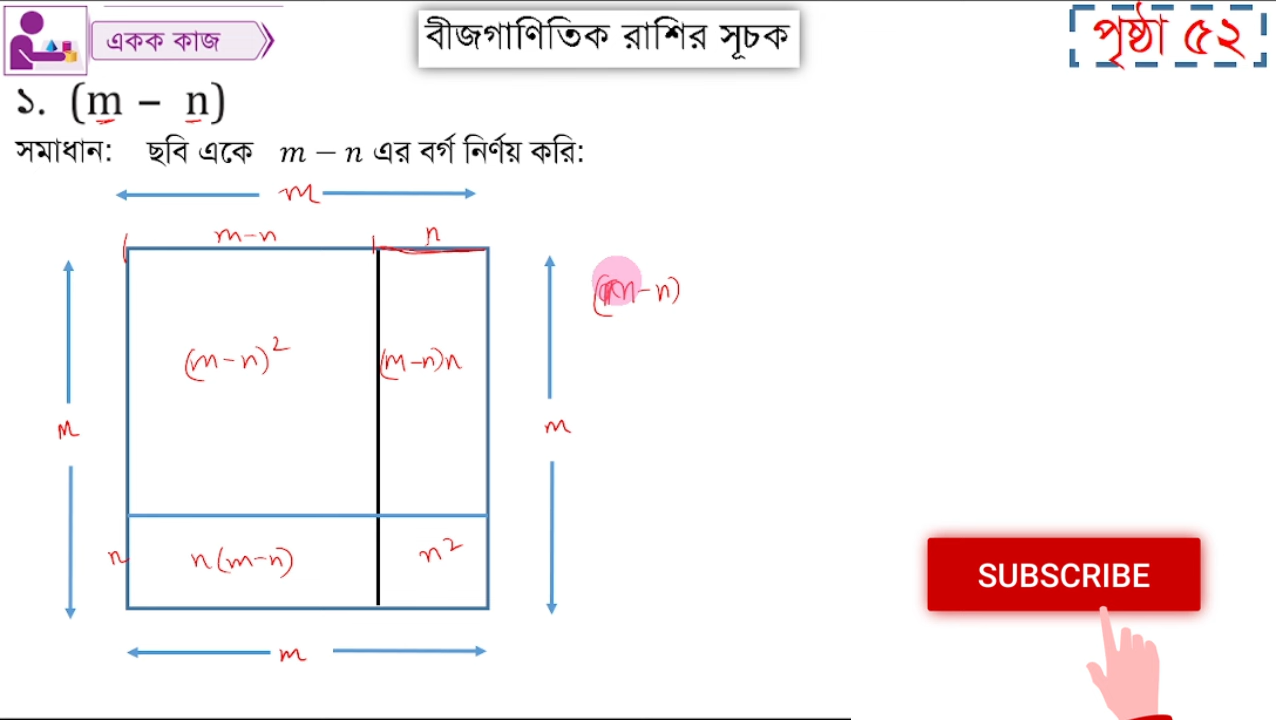 একক কাজ
বীজগাণিতিক রাশির সূচক
পৃষ্ঠা ৫২
১. (m – n)
সমাধান: ছবি একে m – n এর বর্গ নির্ণয় করি:
m
m-n n
(m-n)
(m-n)² (m-n)n
m m
n n(m-n) n²
m
SUBSCRIBE